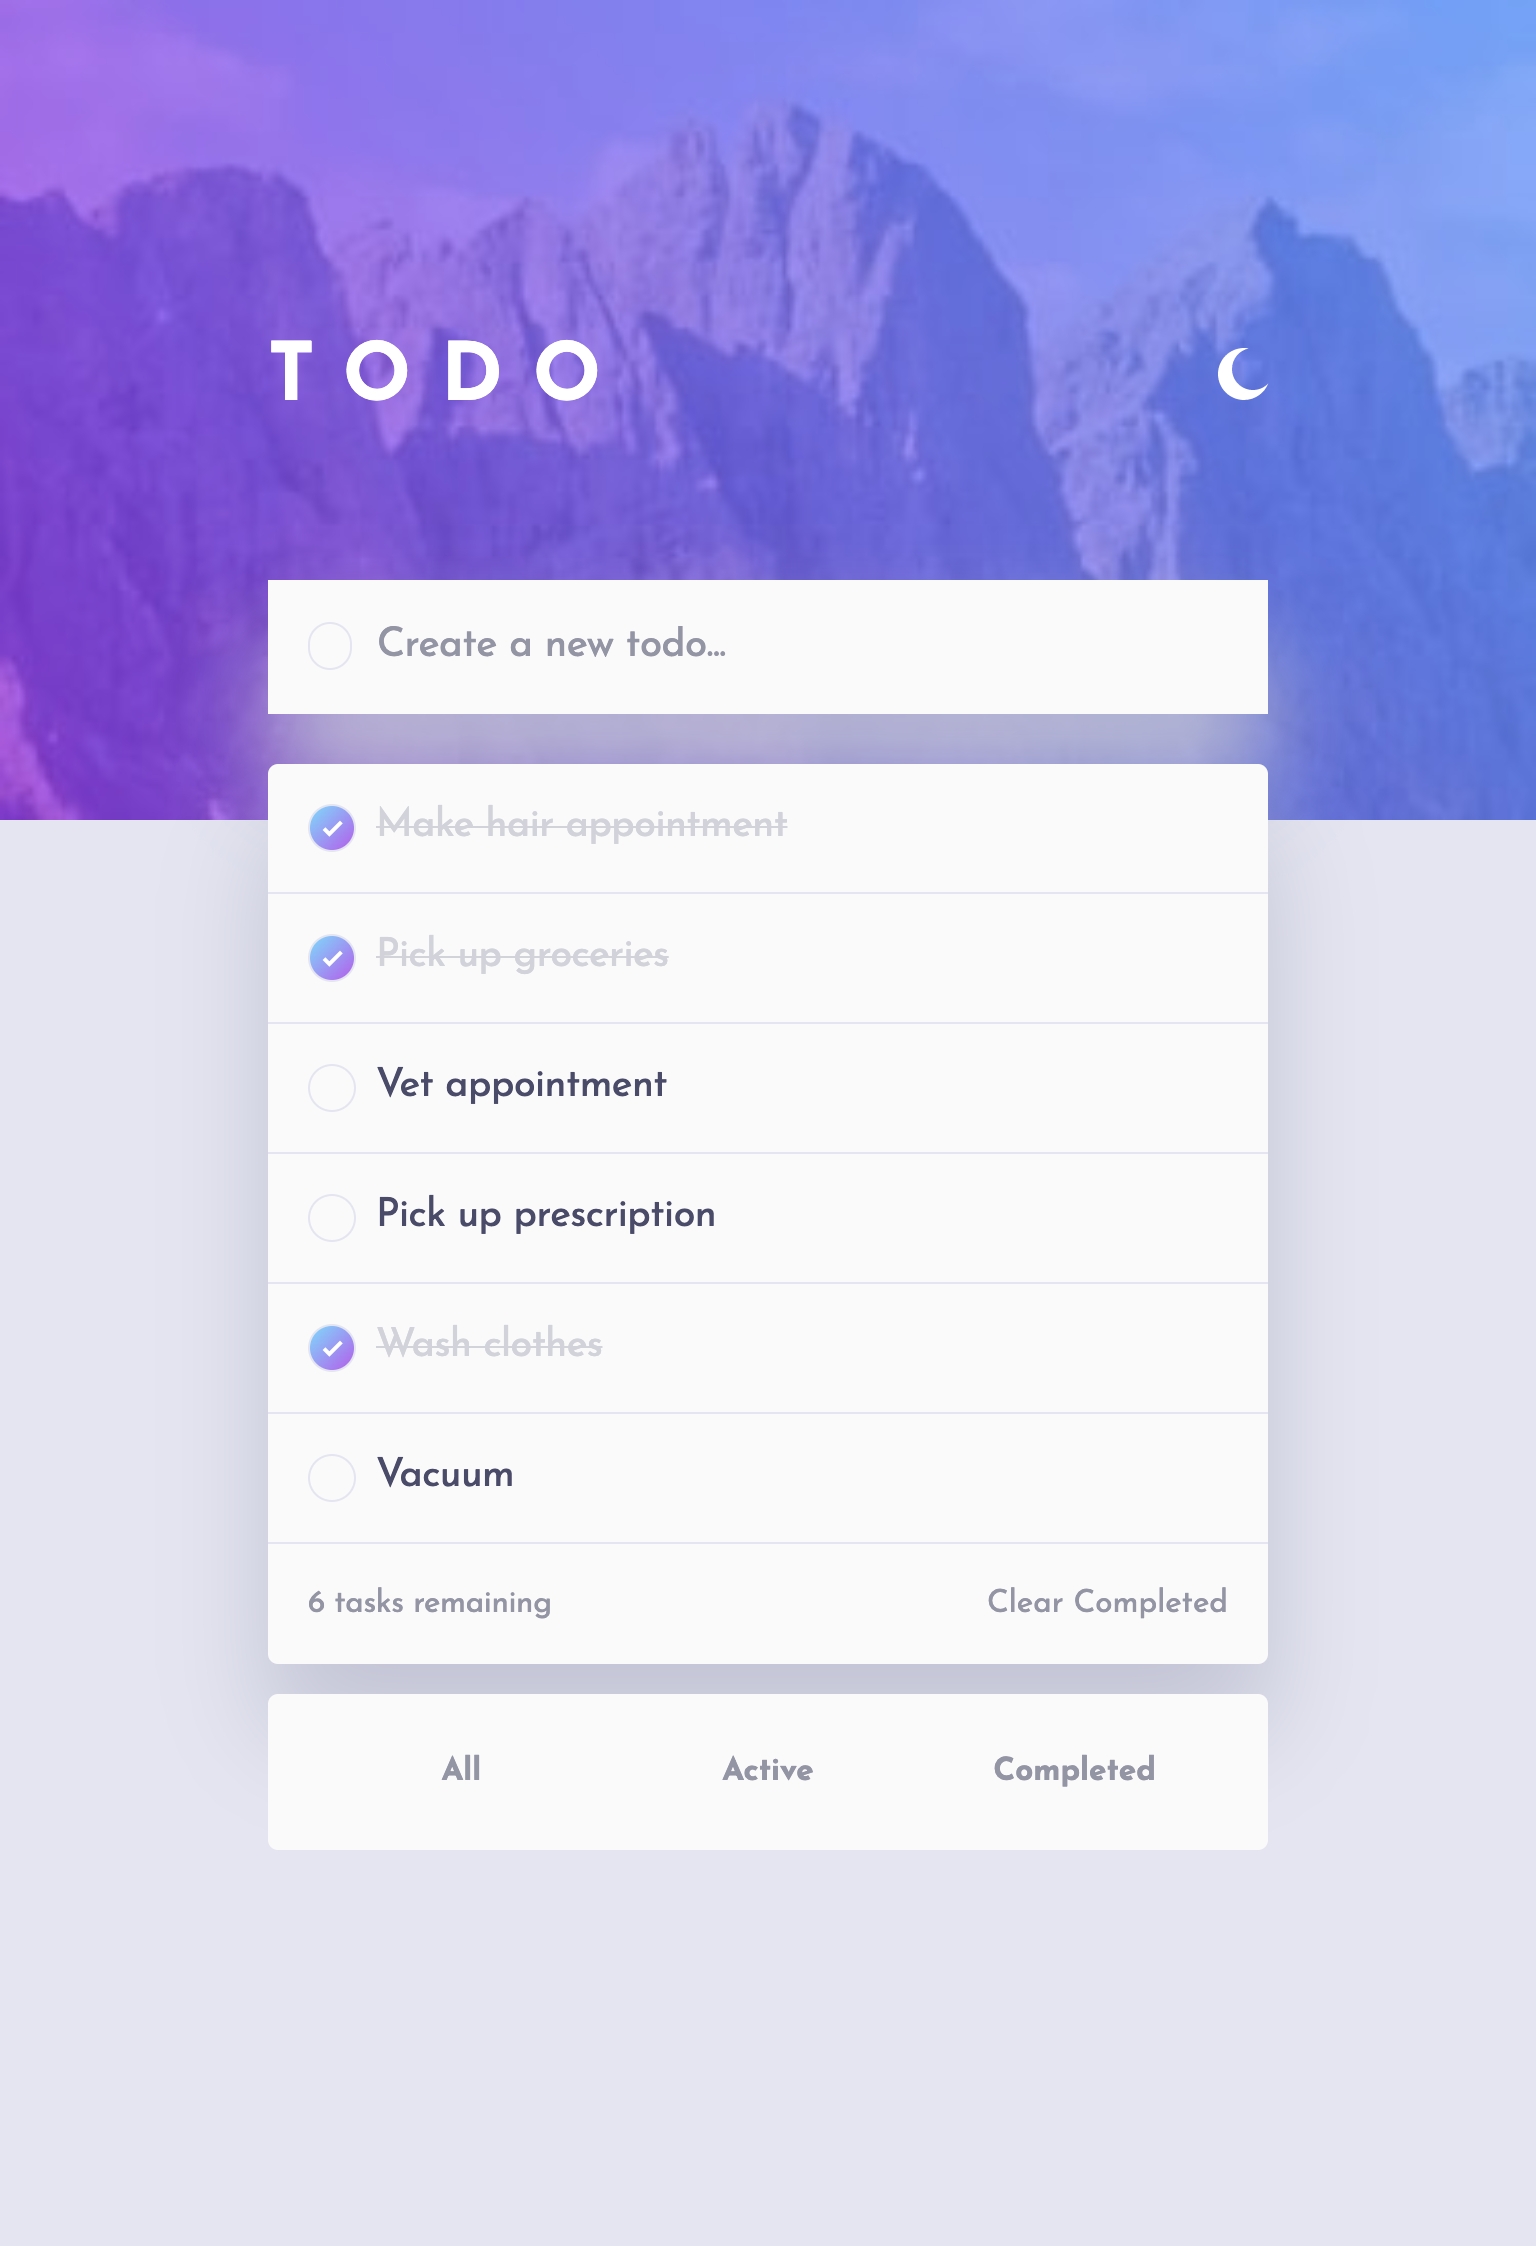 TODO
Create a new todo...
Make hair appointment
Pick up groceries
Vet appointment
Pick up prescription
Wash clothes
Vacuum
6 tasks remaining
Clear Completed
All
Active
Completed